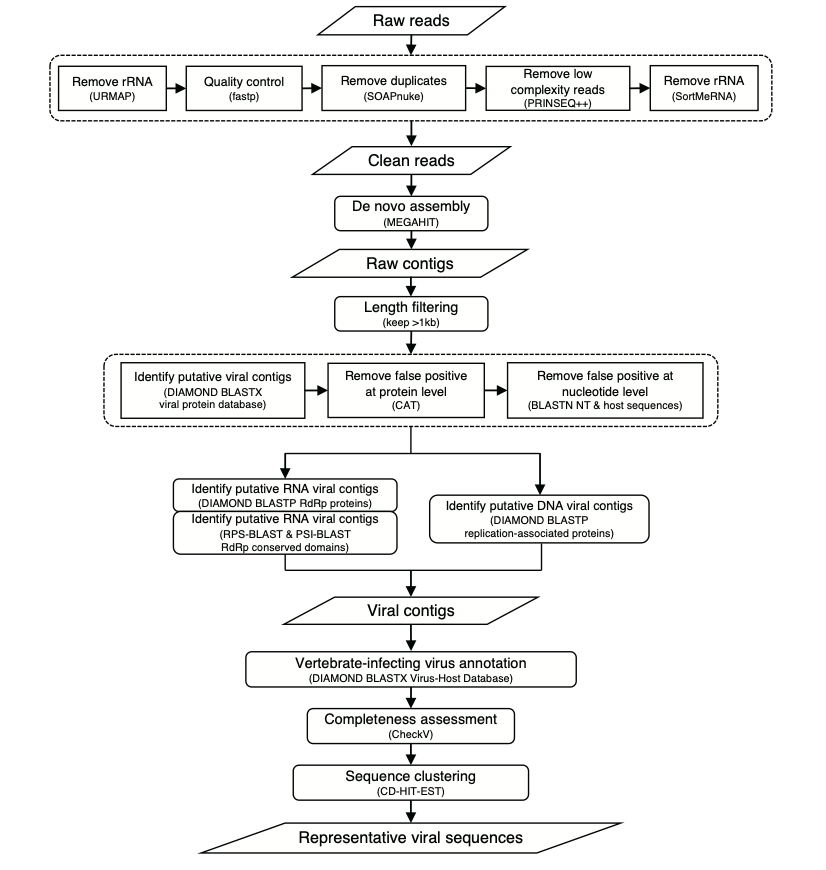 Raw reads
Remove rRNA
(URMAP)
Quality control
(fastp)
Remove duplicates
(SOAPnuke)
Remove low
complexity reads
(PRINSEQ++)
Remove rRNA
(SortMeRNA)
Clean reads
De novo assembly
(MEGAHIT)
Raw contigs
Length filtering
(keep >1kb)
Identify putative viral contigs
(DIAMOND BLASTX
viral protein database)
Remove false positive
at protein level
(CAT)
Remove false positive at
nucleotide level
(BLASTN NT & host sequences)
Identify putative RNA viral contigs
(DIAMOND BLASTP RdRp proteins)
Identify putative RNA viral contigs
(RPS-BLAST & PSI-BLAST
RdRp conserved domains)
Identify putative DNA viral contigs
(DIAMOND BLASTP
replication-associated proteins)
Viral contigs
Vertebrate-infecting virus annotation
(DIAMOND BLASTX Virus-Host Database)
Completeness assessment
(CheckV)
Sequence clustering
(CD-HIT-EST)
Representative viral sequences